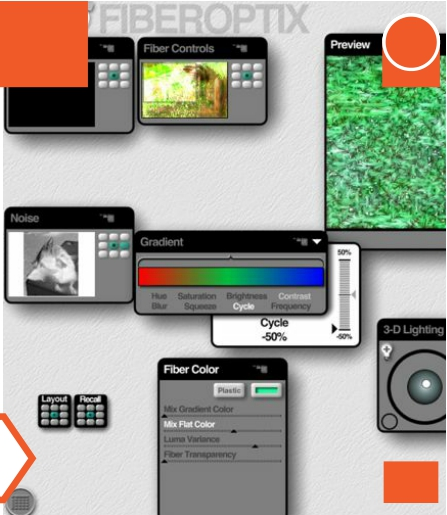 FIBEROPTIX
Fiber Controls
Preview
Noise
Gradient
50%
Hue Saturation Brightness Contrast
Blur Squeeze Cycle Frequency
Cycle
-50%
-50%
3-D Lighting
Fiber Color
Plastic
Layout Recall
Mix Gradient Color
Mix Flat Color
Luma Variance
Fiber Transparency